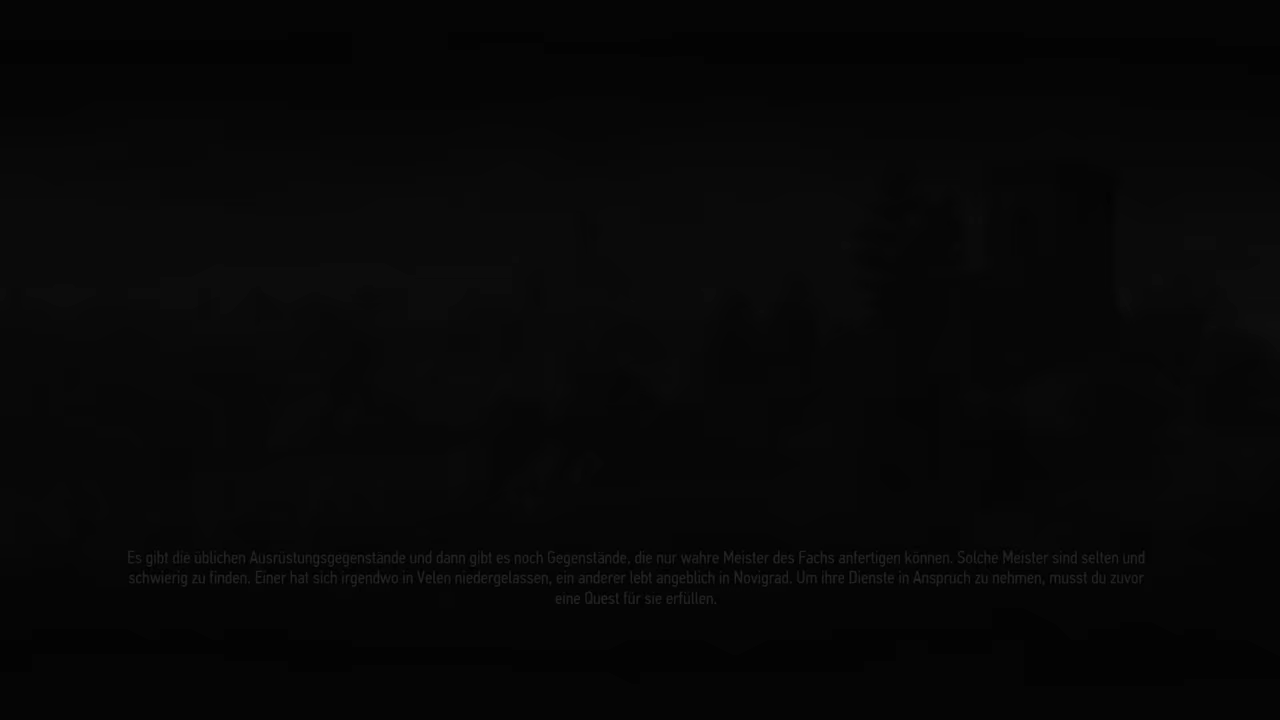 Es gibt die üblichen Ausrüstungsgegenstände und dann gibt es noch Gegenstände, die nur wahre Meister des Fachs anfertigen können. Solche Meister sind selten und
schwierig zu finden. Einer hat sich irgendwo in Velen niedergelassen, ein anderer lebt angeblich in Novigrad. Um ihre Dienste in Anspruch zu nehmen, musst du zuvor
eine Quest für sie erfüllen.